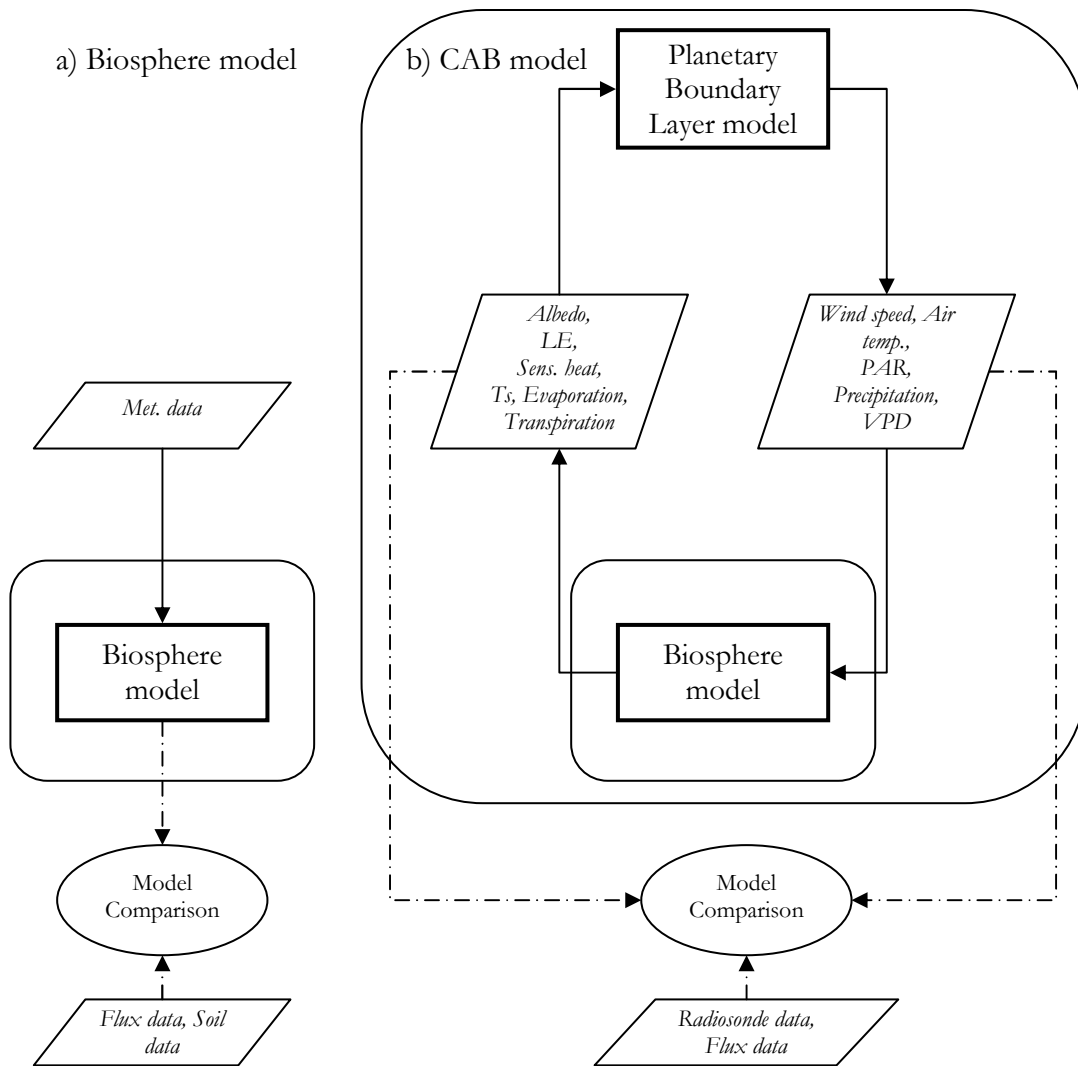 a) Biosphere model
Met. data
Biosphere
model
Model
Comparison
Flux data, Soil
data
b) CAB model
Planetary
Boundary
Layer model
Albedo,
LE,
Sens. heat,
Ts, Evaporation,
Transpiration
Wind speed, Air
temp.,
PAR,
Precipitation,
VPD
Biosphere
model
Model
Comparison
Radiosonde data,
Flux data